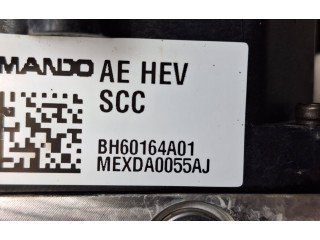 MANDO AE HEV
SCC
BH60164A01
MEXDA0055AJ